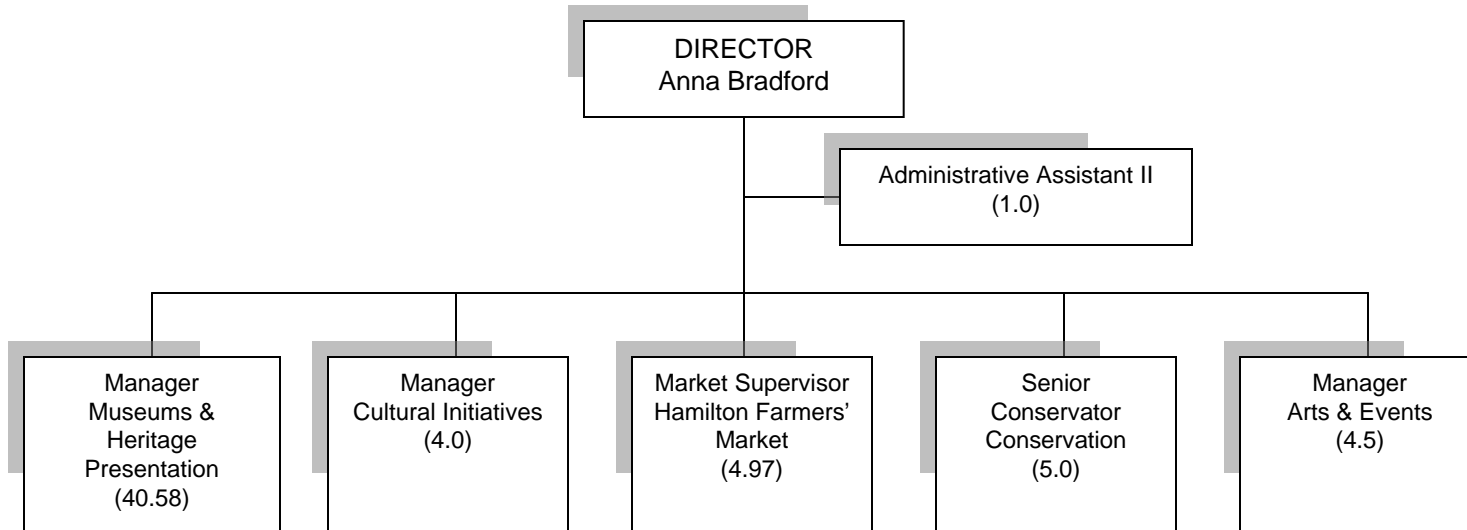 DIRECTOR
Anna Bradford
Administrative Assistant II
(1.0)
Manager
Museums &
Heritage
Presentation
(40.58)
Manager
Cultural Initiatives
(4.0)
Market Supervisor
Hamilton Farmers’
Market
(4.97)
Senior
Conservator
Conservation
(5.0)
Manager
Arts & Events
(4.5)